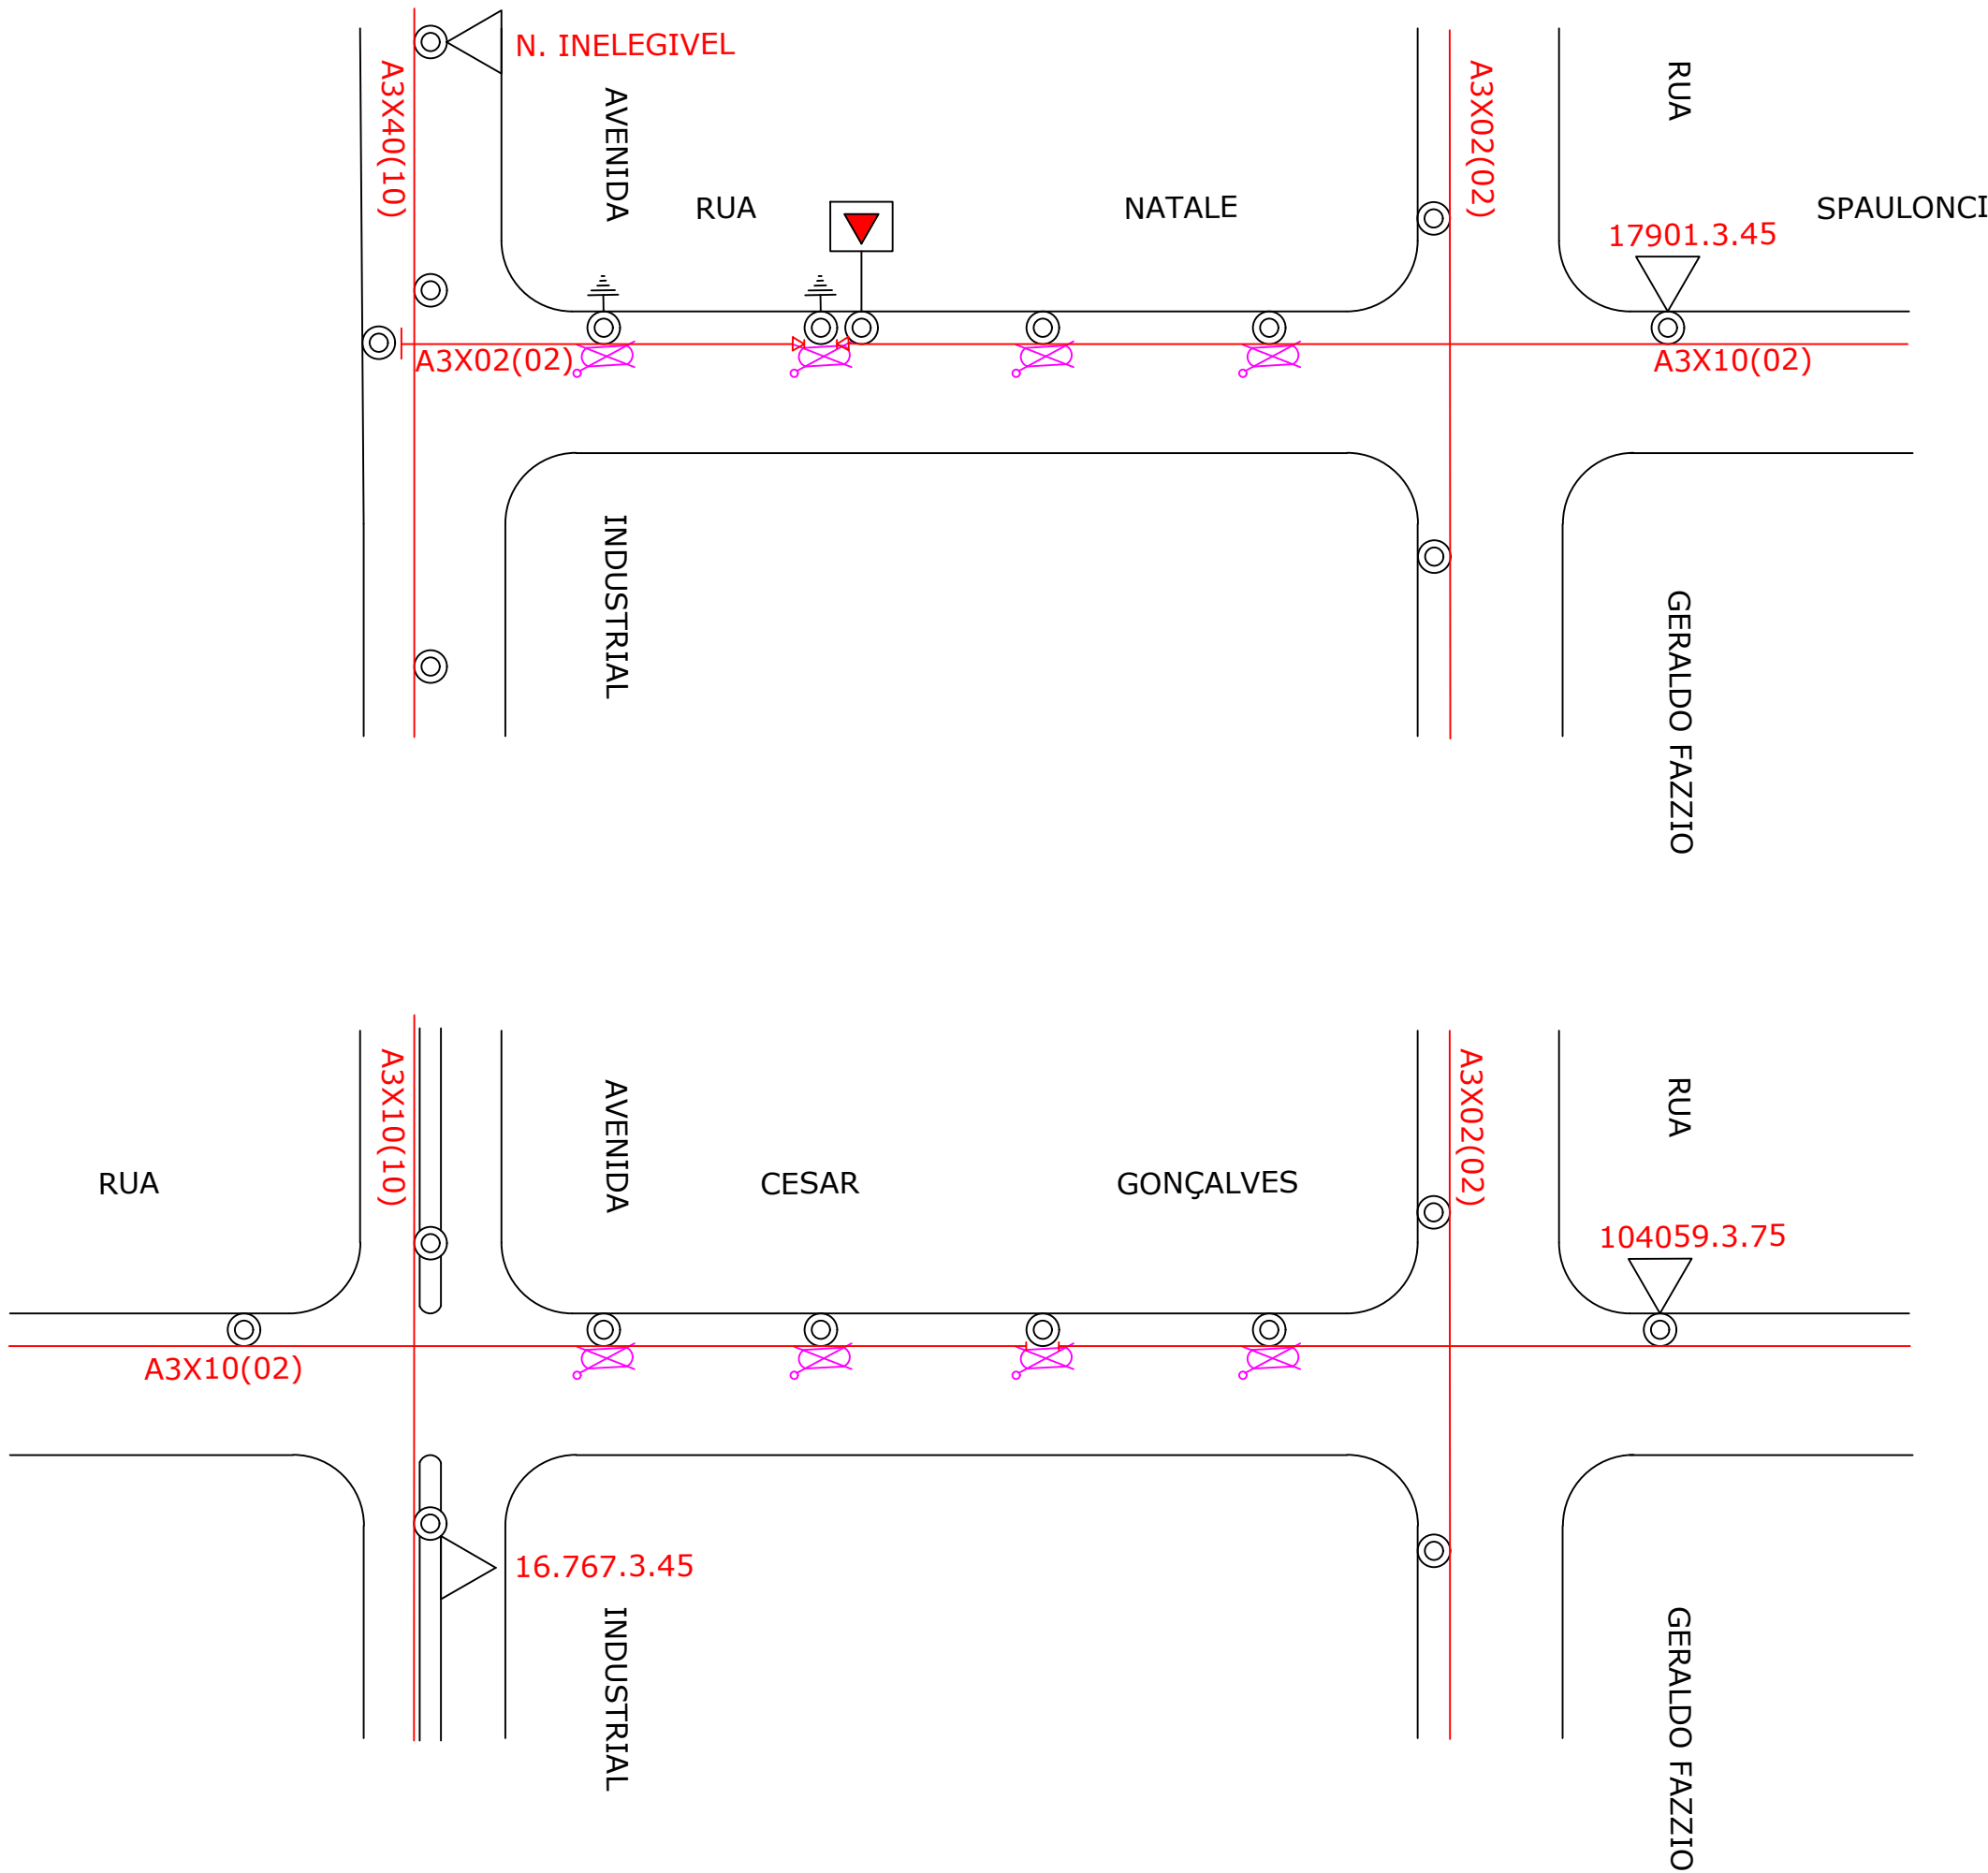 N. INELEGIVEL
A3X40(10)
AVENIDA
RUA
NATALE
A3X02(02)
RUA
SPAULONCI
17901.3.45
A3X02(02)
A3X10(02)
INDUSTRIAL
GERALDO FAZZIO
A3X10(10)
AVENIDA
A3X02(02)
RUA
RUA
CESAR
GONÇALVES
104059.3.75
A3X10(02)
16.767.3.45
INDUSTRIAL
GERALDO FAZZIO